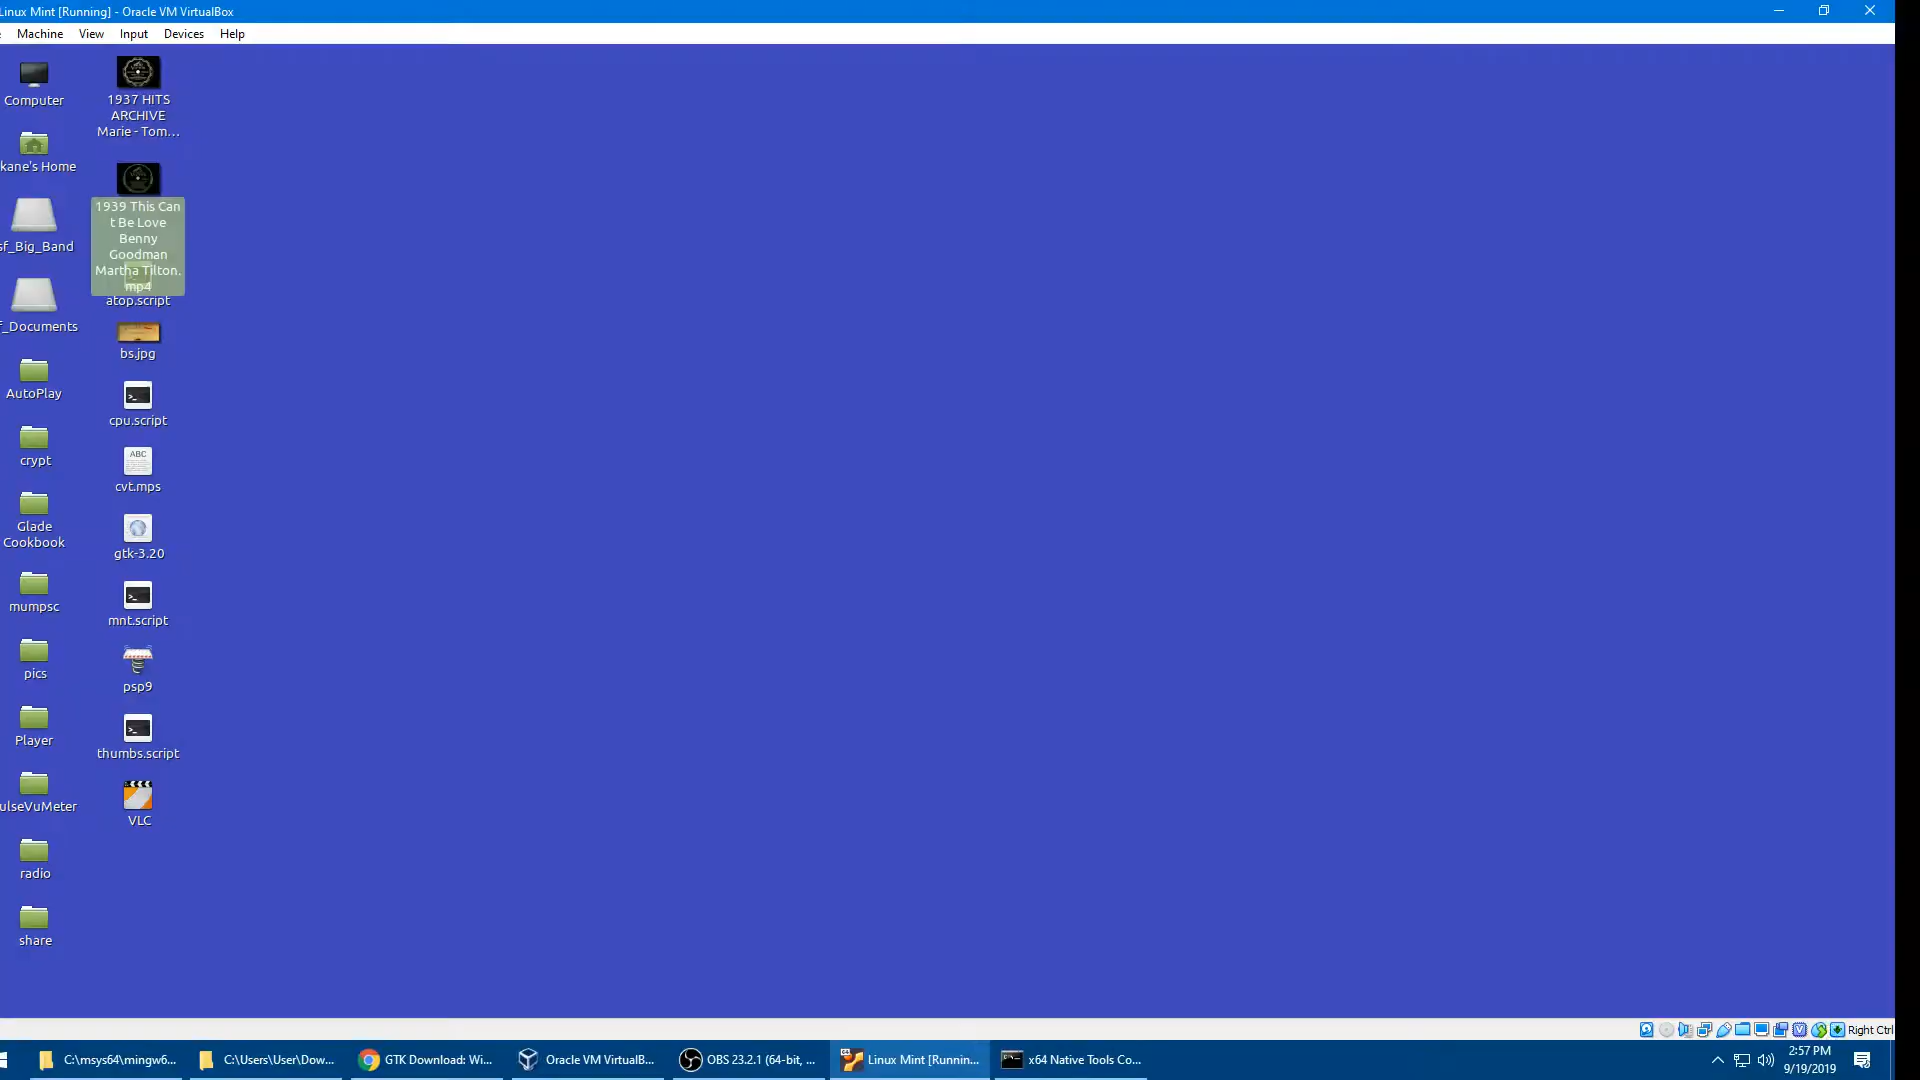 Linux Mint [Running] - Oracle VM VirtualBox
Machine View Input Devices Help
Computer
kane's Home
sf_Big_Band
f_Documents
AutoPlay
crypt
Glade
Cookbook
mumpsc
pics
Player
ulseVuMeter
radio
share
1937 HITS
ARCHIVE
Marie - Tom...
1939 This Can
t Be Love
Benny
Goodman
Martha Tilton.
mp4
atop.script
bs.jpg
cpu.script
ABC
cvt.mps
gtk-3.20
mnt.script
psp9
thumbs.script
VLC
Right Ctrl
C:\msys64\mingw6... C:\Users\User\Dow... GTK Download: Wi... Oracle VM VirtualB... OBS 23.2.1 (64-bit, ... Linux Mint [Runnin... x64 Native Tools Co...
2:57 PM
9/19/2019